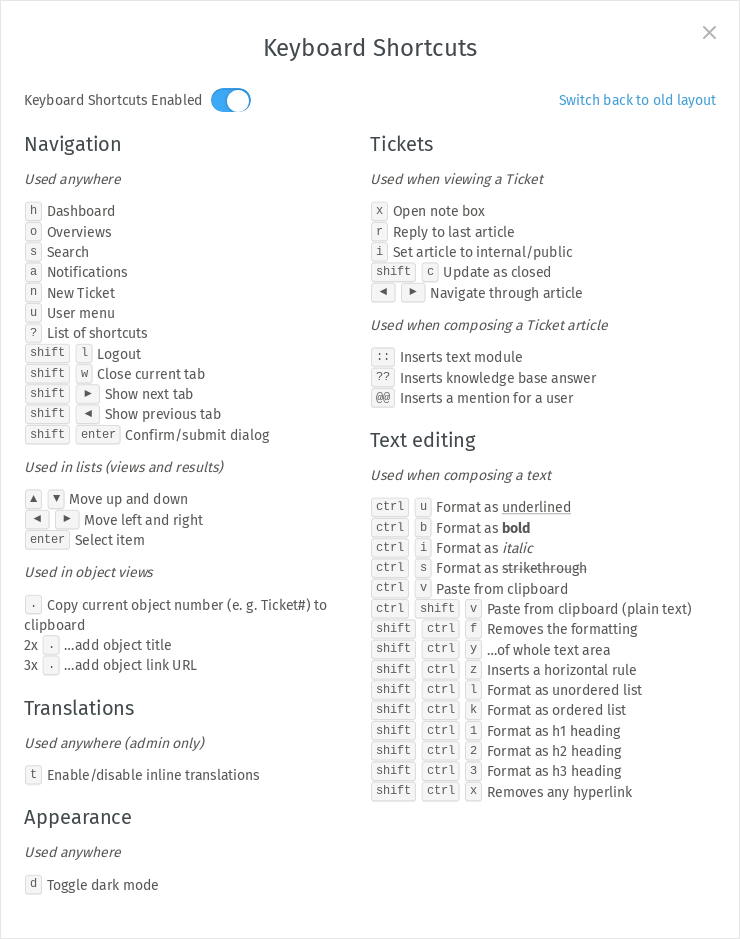 Keyboard Shortcuts
Keyboard Shortcuts Enabled
Switch back to old layout
Navigation
Used anywhere
h Dashboard
o Overviews
s Search
a Notifications
n New Ticket
u User menu
? List of shortcuts
shift l Logout
shift w Close current tab
shift ► Show next tab
shift ◄ Show previous tab
shift enter Confirm/submit dialog
Used in lists (views and results)
▲ ▼ Move up and down
◄ ► Move left and right
enter Select item
Used in object views
. Copy current object number (e. g. Ticket#) to
clipboard
2x . …add object title
3x . …add object link URL
Translations
Used anywhere (admin only)
t Enable/disable inline translations
Appearance
Used anywhere
d Toggle dark mode
Tickets
Used when viewing a Ticket
x Open note box
r Reply to last article
i Set article to internal/public
shift c Update as closed
◄ ► Navigate through article
Used when composing a Ticket article
:: Inserts text module
?? Inserts knowledge base answer
@@ Inserts a mention for a user
Text editing
Used when composing a text
ctrl u Format as underlined
ctrl b Format as bold
ctrl i Format as italic
ctrl s Format as strikethrough
ctrl v Paste from clipboard
ctrl shift v Paste from clipboard (plain text)
shift ctrl f Removes the formatting
shift ctrl y …of whole text area
shift ctrl z Inserts a horizontal rule
shift ctrl l Format as unordered list
shift ctrl k Format as ordered list
shift ctrl 1 Format as h1 heading
shift ctrl 2 Format as h2 heading
shift ctrl 3 Format as h3 heading
shift ctrl x Removes any hyperlink